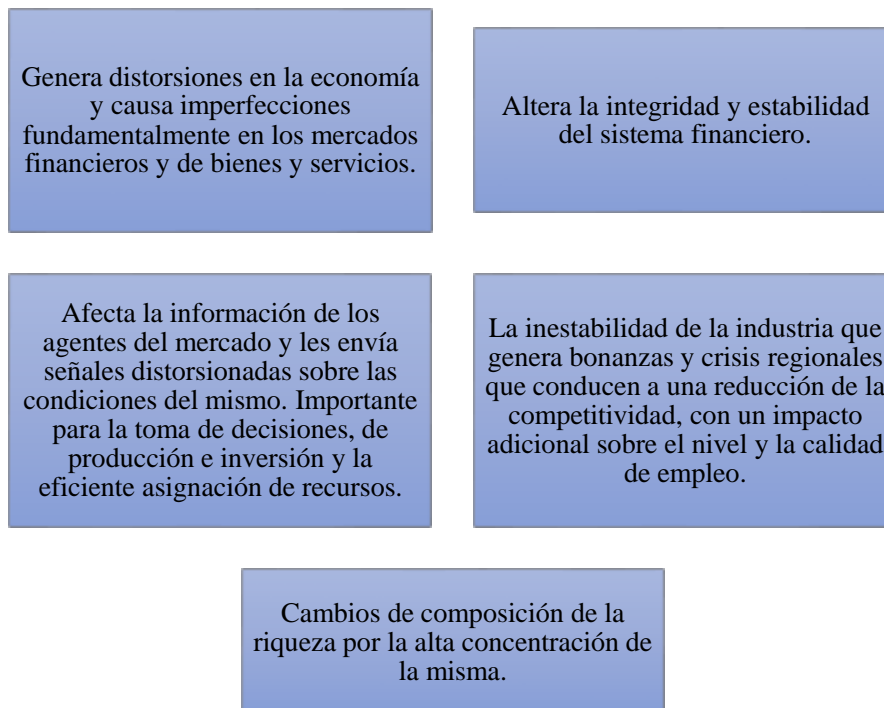 Genera distorsiones en la economía
y causa imperfecciones
fundamentalmente en los mercados
financieros y de bienes y servicios.
Altera la integridad y estabilidad
del sistema financiero.
Afecta la información de los
agentes del mercado y les envía
señales distorsionadas sobre las
condiciones del mismo. Importante
para la toma de decisiones, de
producción e inversión y la
eficiente asignación de recursos.
La inestabilidad de la industria que
genera bonanzas y crisis regionales
que conducen a una reducción de la
competitividad, con un impacto
adicional sobre el nivel y la calidad
de empleo.
Cambios de composición de la
riqueza por la alta concentración de
la misma.